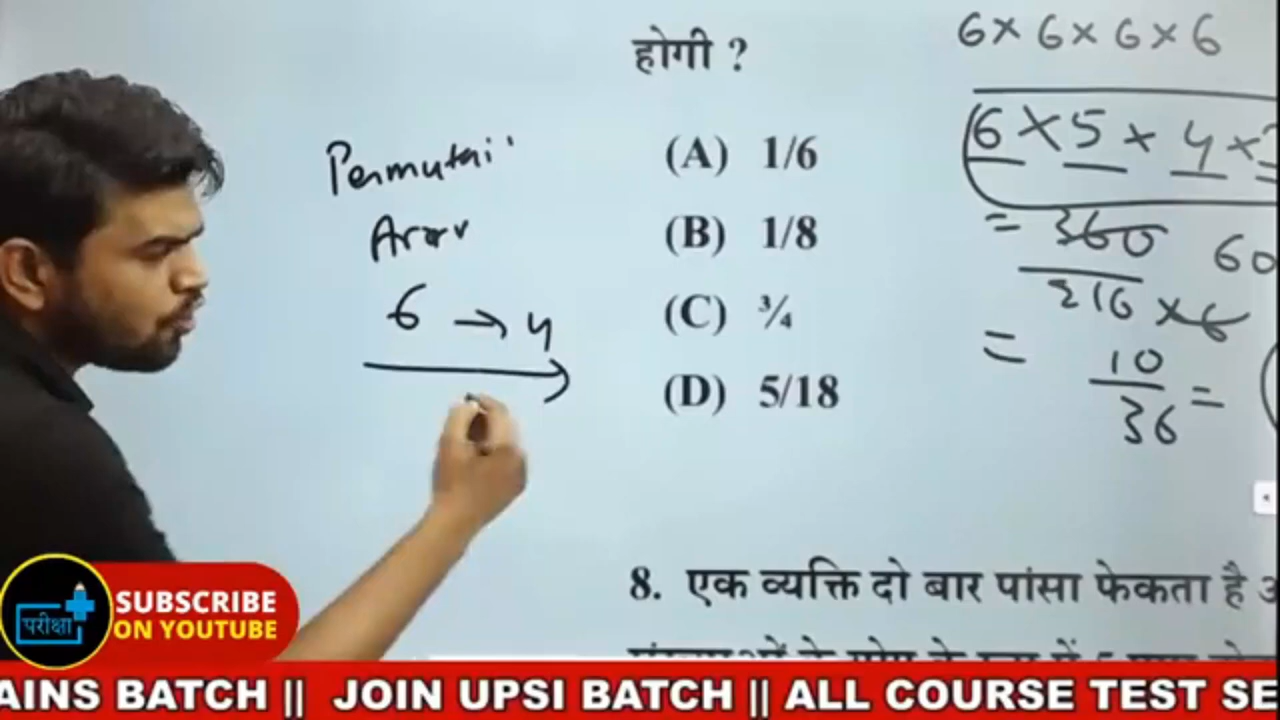 होगी ?
(A) 1/6
(B) 1/8
(C) ¾
(D) 5/18
6 × 6 × 6 × 6
6 × 5 × 4 ×
= 360 60
216 × 6
= 10
36 =
6 → 4
8. एक व्यक्ति दो बार पांसा फेकता है
परीक्षा
SUBSCRIBE
ON YOUTUBE
AINS BATCH || JOIN UPSI BATCH || ALL COURSE TEST SE